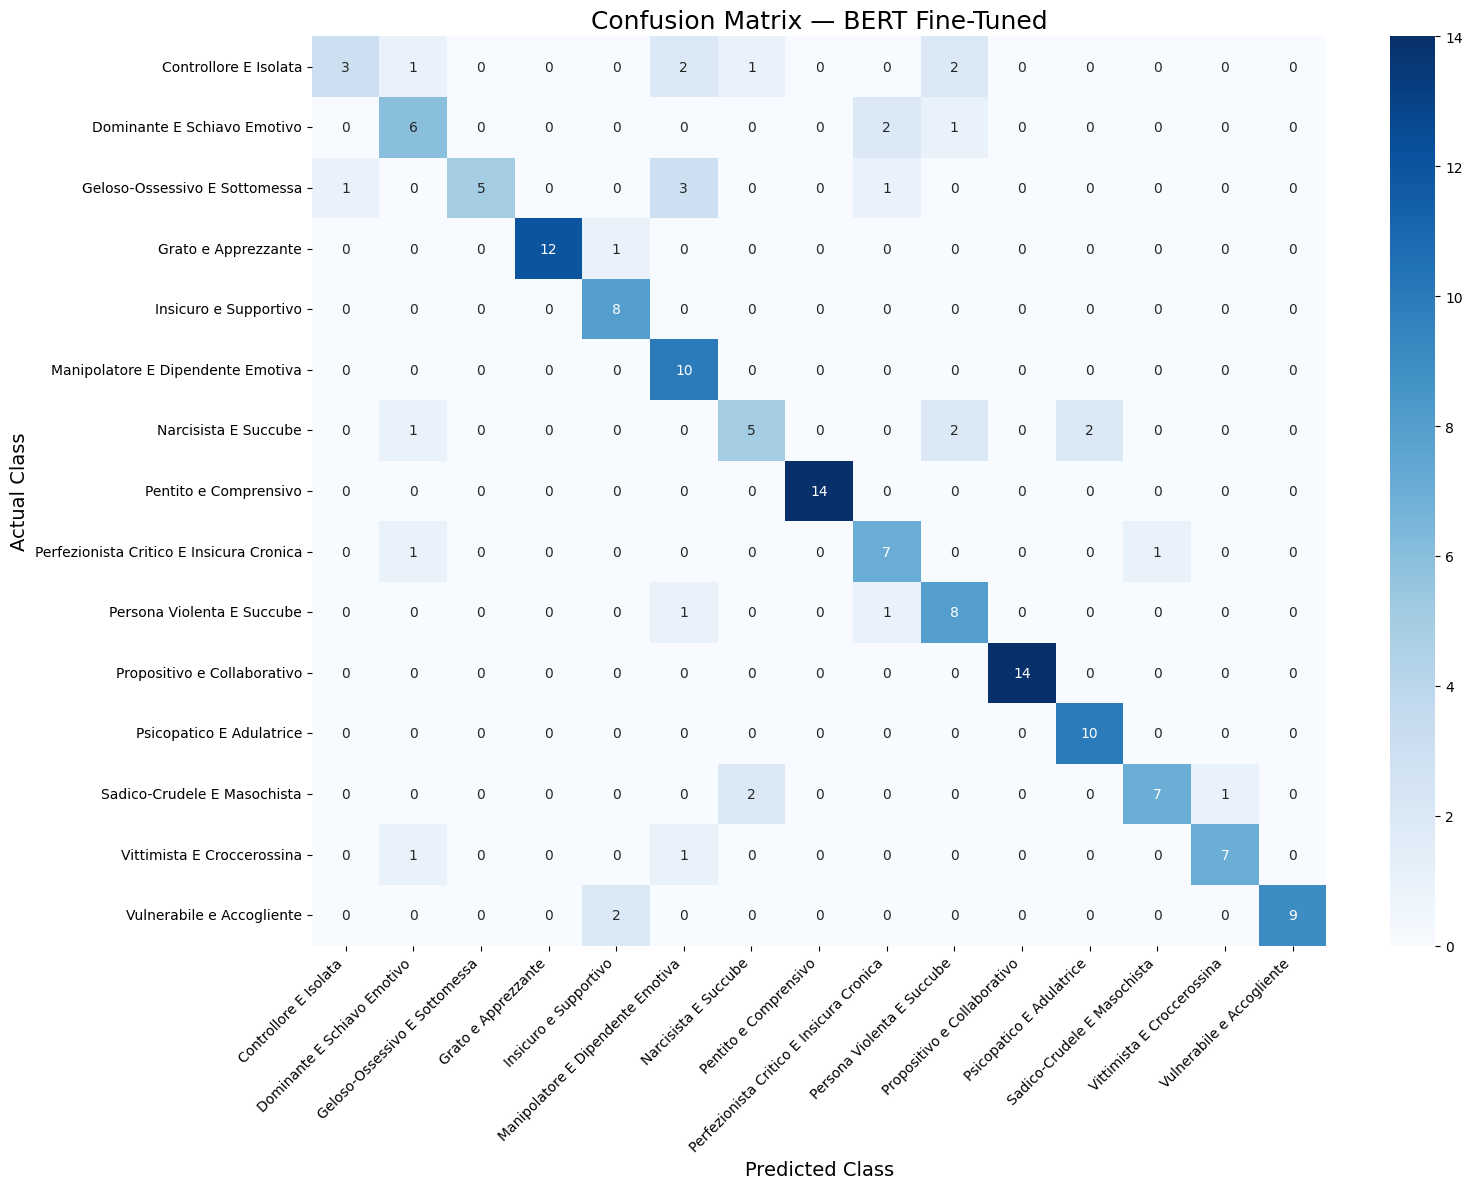 Confusion Matrix — BERT Fine-Tuned
Actual Class
Controllore E Isolata 3 1 0 0 0 2 1 0 0 2 0 0 0 0 0
Dominante E Schiavo Emotivo 0 6 0 0 0 0 0 0 2 1 0 0 0 0 0
Geloso-Ossessivo E Sottomessa 1 0 5 0 0 3 0 0 1 0 0 0 0 0 0
Grato e Apprezzante 0 0 0 12 1 0 0 0 0 0 0 0 0 0 0
Insicuro e Supportivo 0 0 0 0 8 0 0 0 0 0 0 0 0 0 0
Manipolatore E Dipendente Emotiva 0 0 0 0 0 10 0 0 0 0 0 0 0 0 0
Narcisista E Succube 0 1 0 0 0 0 5 0 0 2 0 2 0 0 0
Pentito e Comprensivo 0 0 0 0 0 0 0 14 0 0 0 0 0 0 0
Perfezionista Critico E Insicura Cronica 0 1 0 0 0 0 0 0 7 0 0 0 1 0 0
Persona Violenta E Succube 0 0 0 0 0 1 0 0 1 8 0 0 0 0 0
Propositivo e Collaborativo 0 0 0 0 0 0 0 0 0 0 14 0 0 0 0
Psicopatico E Adulatrice 0 0 0 0 0 0 0 0 0 0 0 10 0 0 0
Sadico-Crudele E Masochista 0 0 0 0 0 0 2 0 0 0 0 0 7 1 0
Vittimista E Croccerossina 0 1 0 0 0 1 0 0 0 0 0 0 0 7 0
Vulnerabile e Accogliente 0 0 0 0 2 0 0 0 0 0 0 0 0 0 9
Controllore E Isolata
Dominante E Schiavo Emotivo
Geloso-Ossessivo E Sottomessa
Grato e Apprezzante
Insicuro e Supportivo
Manipolatore E Dipendente Emotiva
Narcisista E Succube
Pentito e Comprensivo
Perfezionista Critico E Insicura Cronica
Persona Violenta E Succube
Propositivo e Collaborativo
Psicopatico E Adulatrice
Sadico-Crudele E Masochista
Vittimista E Croccerossina
Vulnerabile e Accogliente
Predicted Class
14
12
10
8
6
4
2
0